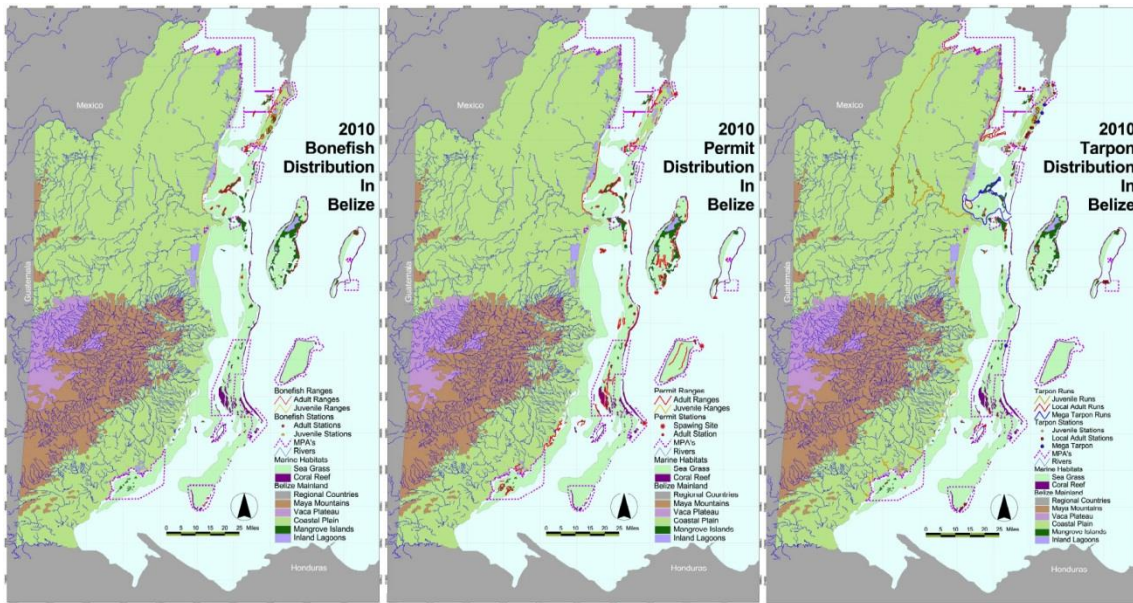 2010
Bonefish
Distribution
In
Belize
Mexico
Guatemala
Honduras
Bonefish Ranges
Adult Ranges
Juvenile Ranges
Bonefish Stations
Adult Stations
Juvenile Stations
MPA's
Rivers
Marine Habitats
Sea Grass
Coral Reef
Belize Mainland
Regional Countries
Maya Mountains
Vaca Plateau
Coastal Plain
Mangrove Islands
Inland Lagoons
0 5 10 15 20 25
Miles
2010
Permit
Distribution
In
Belize
Mexico
Guatemala
Honduras
Permit Ranges
Adult Ranges
Juvenile Ranges
Permit Stations
Spawing Site
Adult Station
MPA's
Rivers
Marine Habitats
Sea Grass
Coral Reef
Belize Mainland
Regional Countries
Maya Mountains
Vaca Plateau
Coastal Plain
Mangrove Islands
Inland Lagoons
0 5 10 15 20 25
Miles
2010
Tarpon
Distribution
In
Belize
Mexico
Guatemala
Honduras
Tarpon Runs
Juvenile Runs
Local Adult Runs
Mega Tarpon Runs
Tarpon Stations
Juvenile Stations
Local Adult Stations
Mega Tarpon
MPA's
Rivers
Marine Habitats
Sea Grass
Coral Reef
Belize Mainland
Regional Countries
Maya Mountains
Vaca Plateau
Coastal Plain
Mangrove Islands
Inland Lagoons
0 5 10 15 20 25
Miles